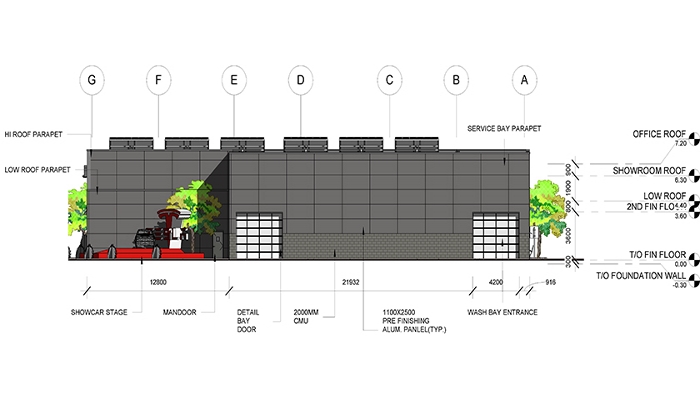 G F E D C B A
HI ROOF PARAPET
LOW ROOF PARAPET
SERVICE BAY PARAPET
OFFICE ROOF
7.20
SHOWROOM ROOF
6.30
LOW ROOF
4.40
2ND FIN FLO
3.60
T/O FIN FLOOR
0.00
T/O FOUNDATION WALL
-0.30
900
1900
800
3600
300
12800 21932 4200 916
SHOWCAR STAGE
MANDOOR
DETAIL
BAY
DOOR
2000MM
CMU
1100X2500
PRE FINISHING
ALUM. PANLEL(TYP.)
WASH BAY ENTRANCE